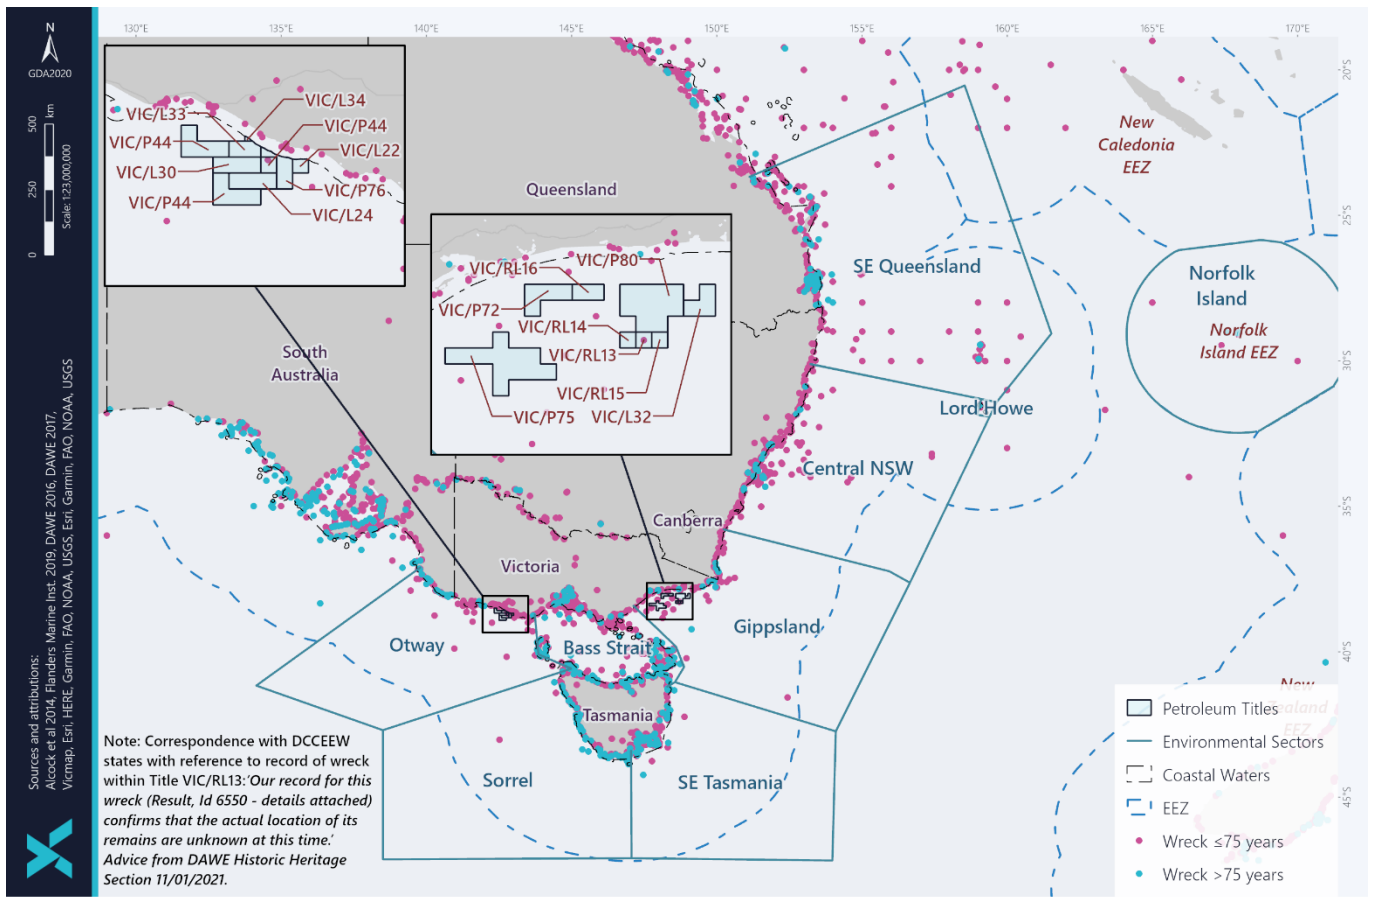 N
GDA2020
500
km
250
0
Scale: 1:23,000,000
Sources and attributions:
Alcock et al 2014, Flanders Marine Inst. 2019, DAWE 2016, DAWE 2017,
Vicmap, Esri, HERE, Garmin, FAO, NOAA, USGS, Esri, Garmin, FAO, NOAA, USGS
130°E
135°E
140°E
145°E
150°E
155°E
160°E
165°E
170°E
20°S
25°S
30°S
35°S
40°S
45°S
VIC/L34
VIC/L33
VIC/P44
VIC/P44
VIC/L22
VIC/L30
VIC/P76
VIC/P44
VIC/L24
Queensland
VIC/P80
VIC/RL16
VIC/P72
VIC/RL14
VIC/RL13
VIC/RL15
VIC/P75
VIC/L32
New
Caledonia
EEZ
SE Queensland
Norfolk
Island
Norfolk
Island EEZ
South
Australia
Lord Howe
Central NSW
Canberra
Victoria
Gippsland
Otway
Bass Strait
Tasmania
Sorrel
SE Tasmania
New
Zealand
EEZ
Note: Correspondence with DCCEEW
states with reference to record of wreck
within Title VIC/RL13:'Our record for this
wreck (Result, Id 6550 - details attached)
confirms that the actual location of its
remains are unknown at this time.'
Advice from DAWE Historic Heritage
Section 11/01/2021.
Petroleum Titles
Environmental Sectors
Coastal Waters
EEZ
Wreck ≤75 years
Wreck >75 years